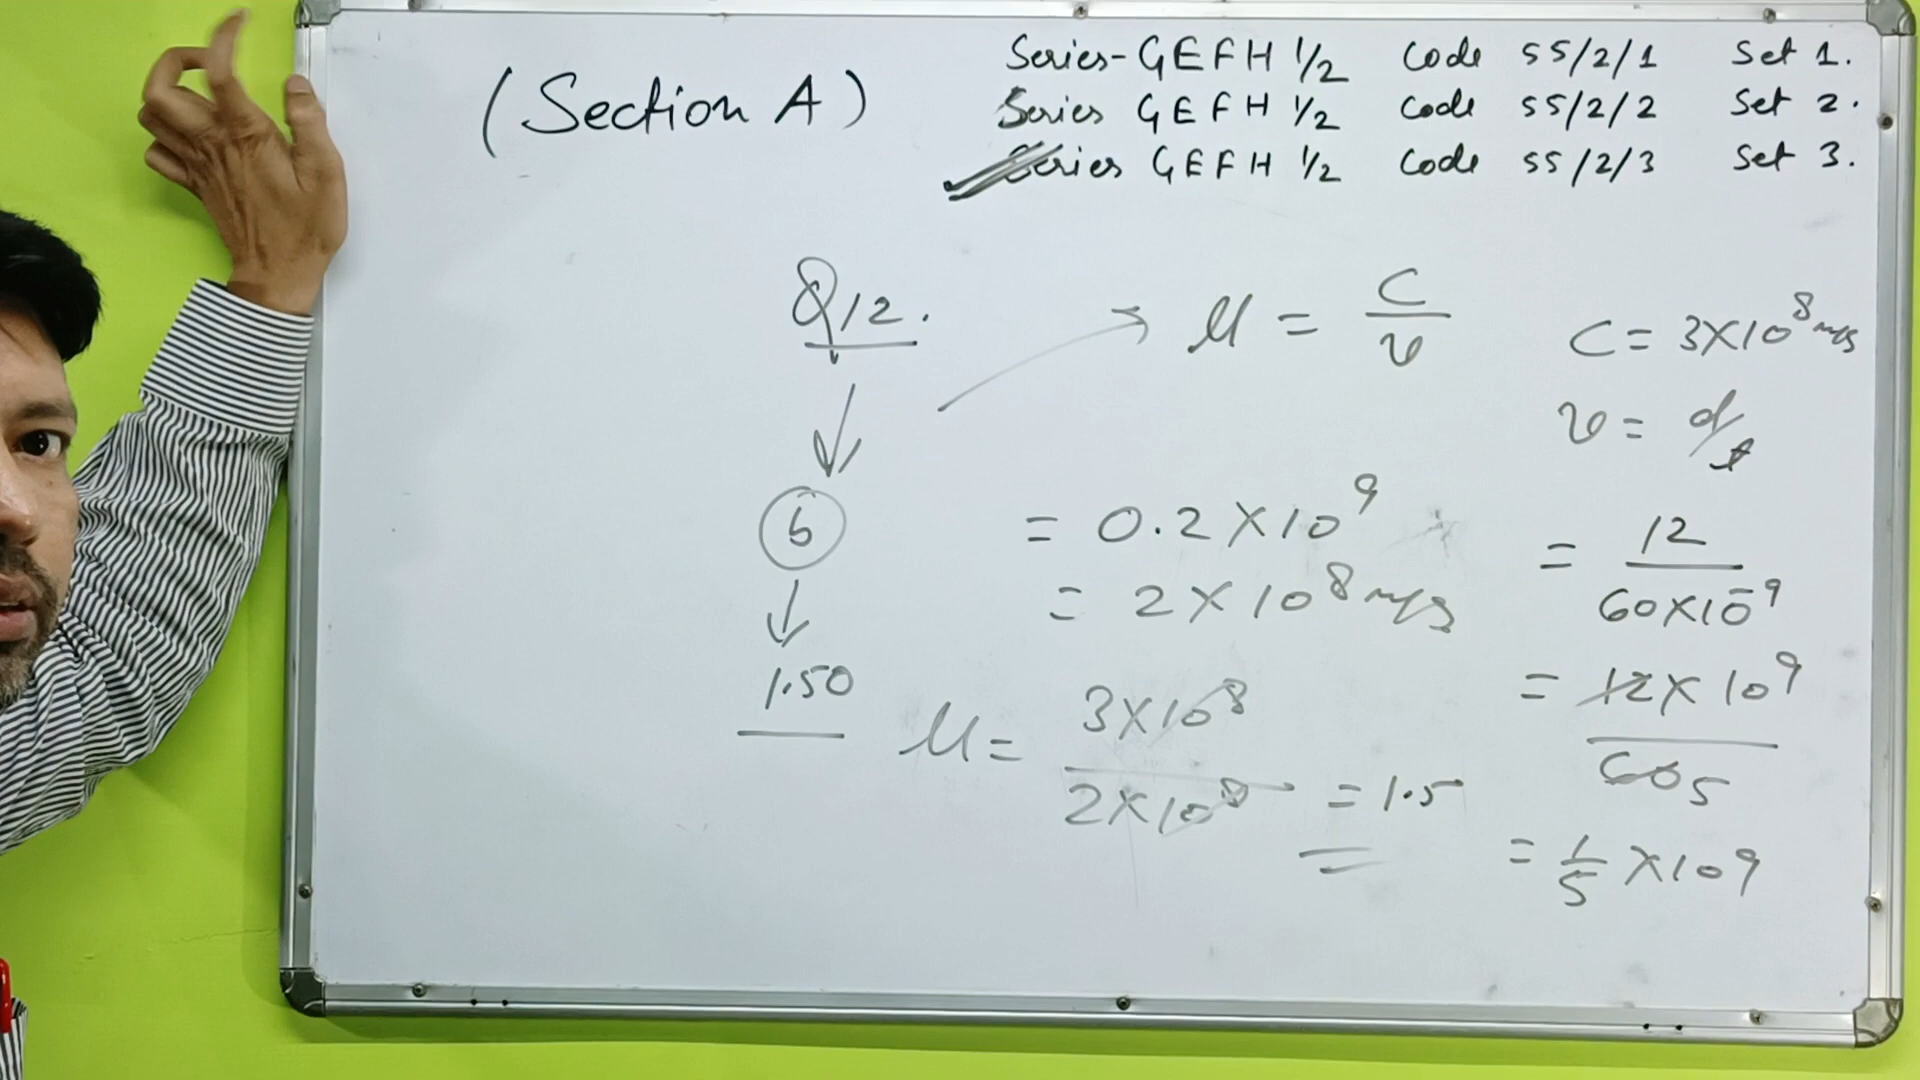 (Section A)
Series-GEFH 1/2 Code 55/2/1 Set 1.
Series GEFH 1/2 Code 55/2/2 Set 2.
Series GEFH 1/2 Code 55/2/3 Set 3.
Q12.
6
1.50
μ = c/v
C = 3×10⁸ m/s
v = d/t
= 12/60×10⁻⁹
= 12×10⁹/60 5
= 1/5 ×109
= 0.2×10⁹
= 2×10⁸ m/s
μ = 3×10⁸/2×10⁸ = 1.5